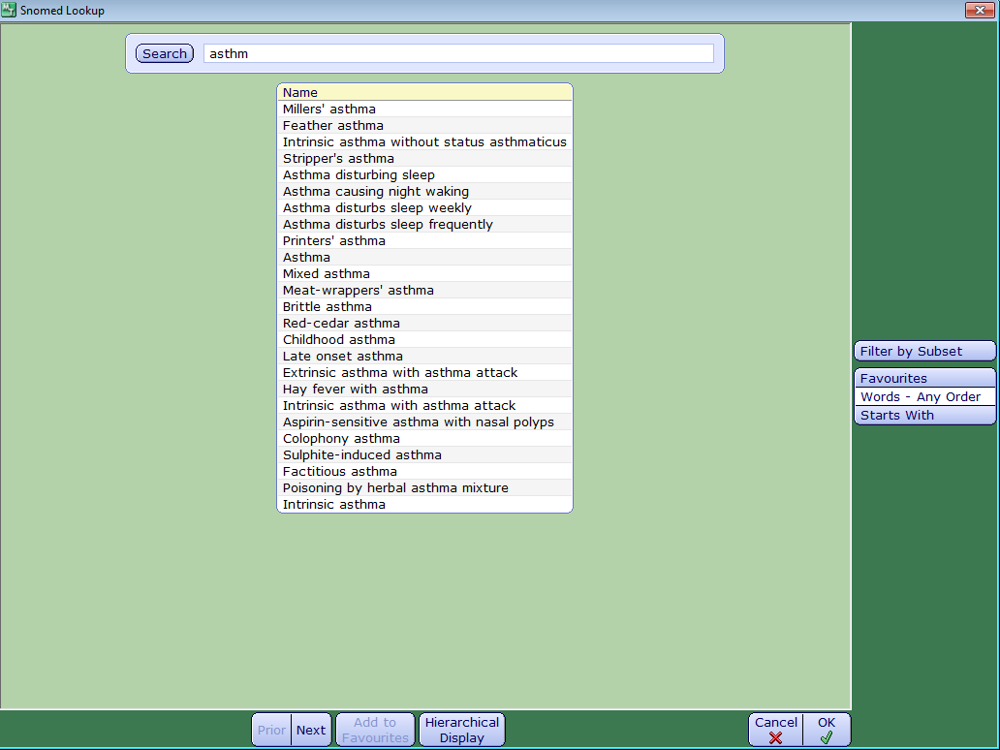 Snomed Lookup
Search asthm
Name
Millers' asthma
Feather asthma
Intrinsic asthma without status asthmaticus
Stripper's asthma
Asthma disturbing sleep
Asthma causing night waking
Asthma disturbs sleep weekly
Asthma disturbs sleep frequently
Printers' asthma
Asthma
Mixed asthma
Meat-wrappers' asthma
Brittle asthma
Red-cedar asthma
Childhood asthma
Late onset asthma
Extrinsic asthma with asthma attack
Hay fever with asthma
Intrinsic asthma with asthma attack
Aspirin-sensitive asthma with nasal polyps
Colophony asthma
Sulphite-induced asthma
Factitious asthma
Poisoning by herbal asthma mixture
Intrinsic asthma
Filter by Subset
Favourites
Words - Any Order
Starts With
Prior Next
Add to
Favourites
Hierarchical
Display
Cancel OK